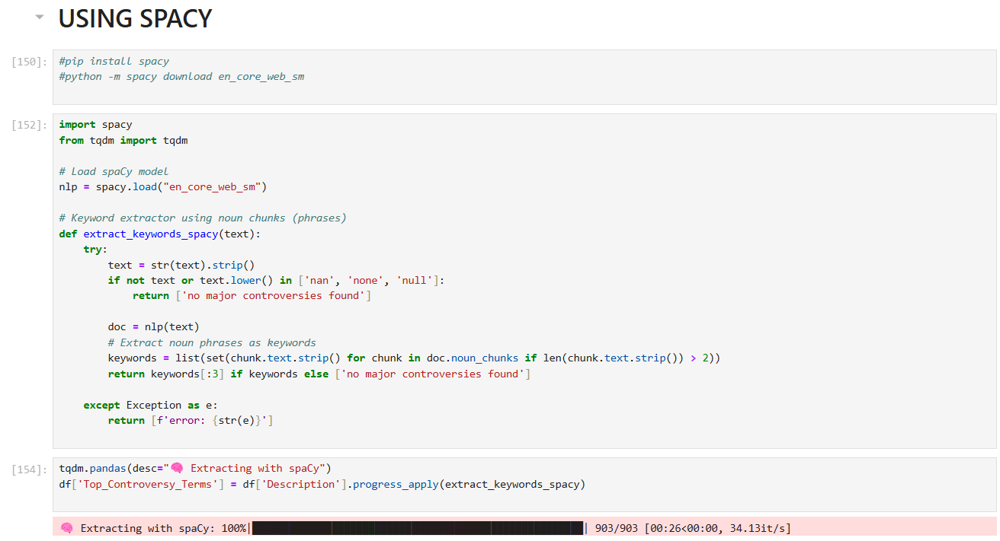 USING SPACY
[150]:
#pip install spacy
#python -m spacy download en_core_web_sm
[152]:
import spacy
from tqdm import tqdm
# Load spaCy model
nlp = spacy.load("en_core_web_sm")
# Keyword extractor using noun chunks (phrases)
def extract_keywords_spacy(text):
    try:
        text = str(text).strip()
        if not text or text.lower() in ['nan', 'none', 'null']:
            return ['no major controversies found']
        doc = nlp(text)
        # Extract noun phrases as keywords
        keywords = list(set(chunk.text.strip() for chunk in doc.noun_chunks if len(chunk.text.strip()) > 2))
        return keywords[:3] if keywords else ['no major controversies found']
    except Exception as e:
        return [f'error: {str(e)}']
[154]:
tqdm.pandas(desc="🧠 Extracting with spaCy")
df['Top_Controversy_Terms'] = df['Description'].progress_apply(extract_keywords_spacy)
🧠 Extracting with spaCy: 100%|██████████| 903/903 [00:26<00:00, 34.13it/s]